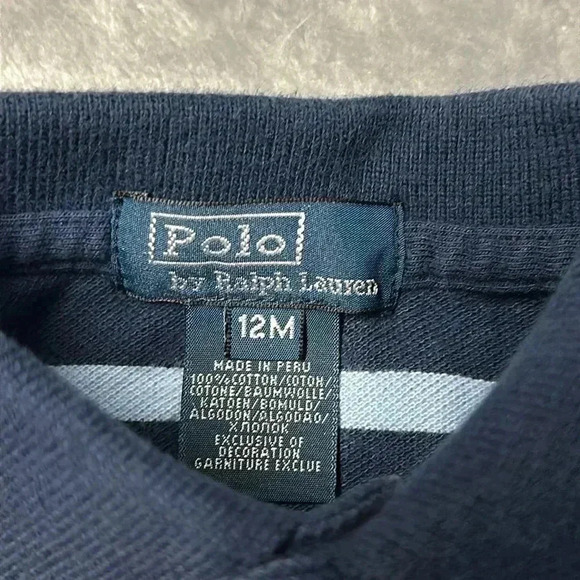 Polo
by Ralph Lauren
12M
MADE IN PERU
100% COTTON/COTON/
COTONE/BAUMWOLLE/
KATOEN/BOMULD/
ALGODON/ALGODAO/
ХЛОПОК
EXCLUSIVE OF
DECORATION
GARNITURE EXCLUE